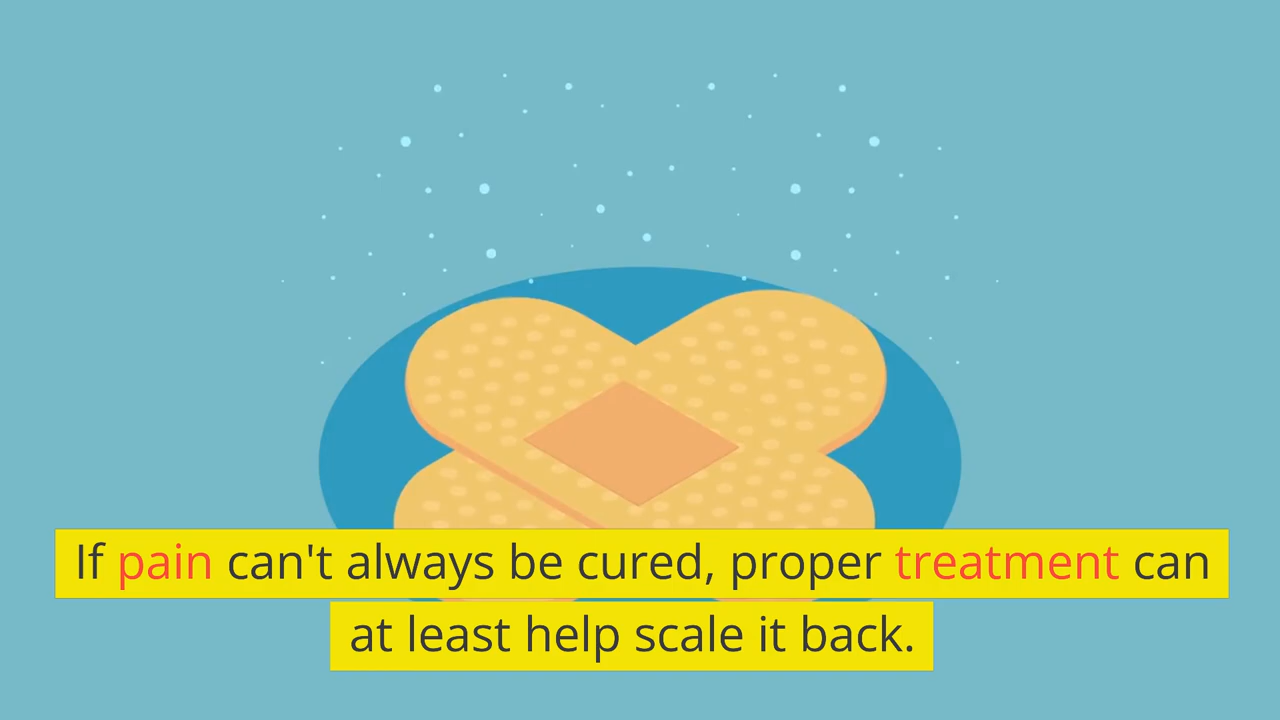 If pain can't always be cured, proper treatment can
at least help scale it back.